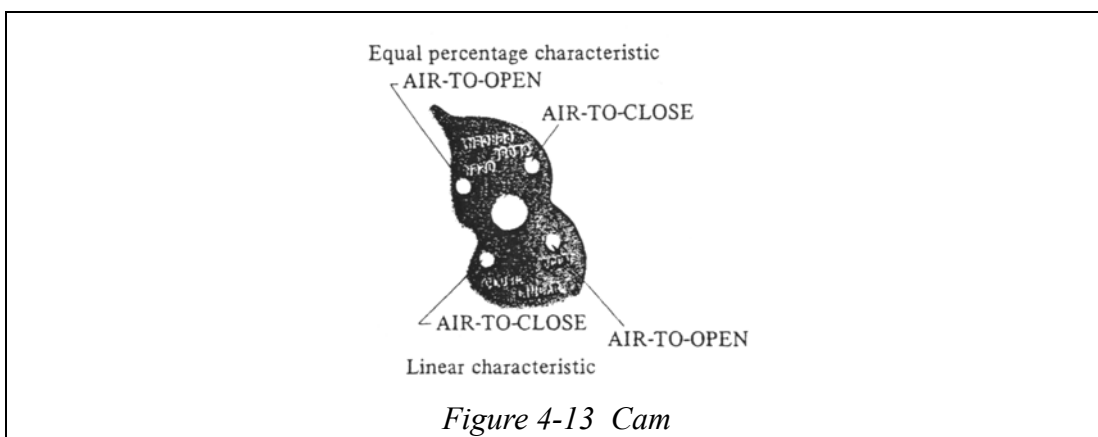 Equal percentage characteristic
AIR-TO-OPEN
AIR-TO-CLOSE
AIR-TO-CLOSE
AIR-TO-OPEN
Linear characteristic
Figure 4-13 Cam